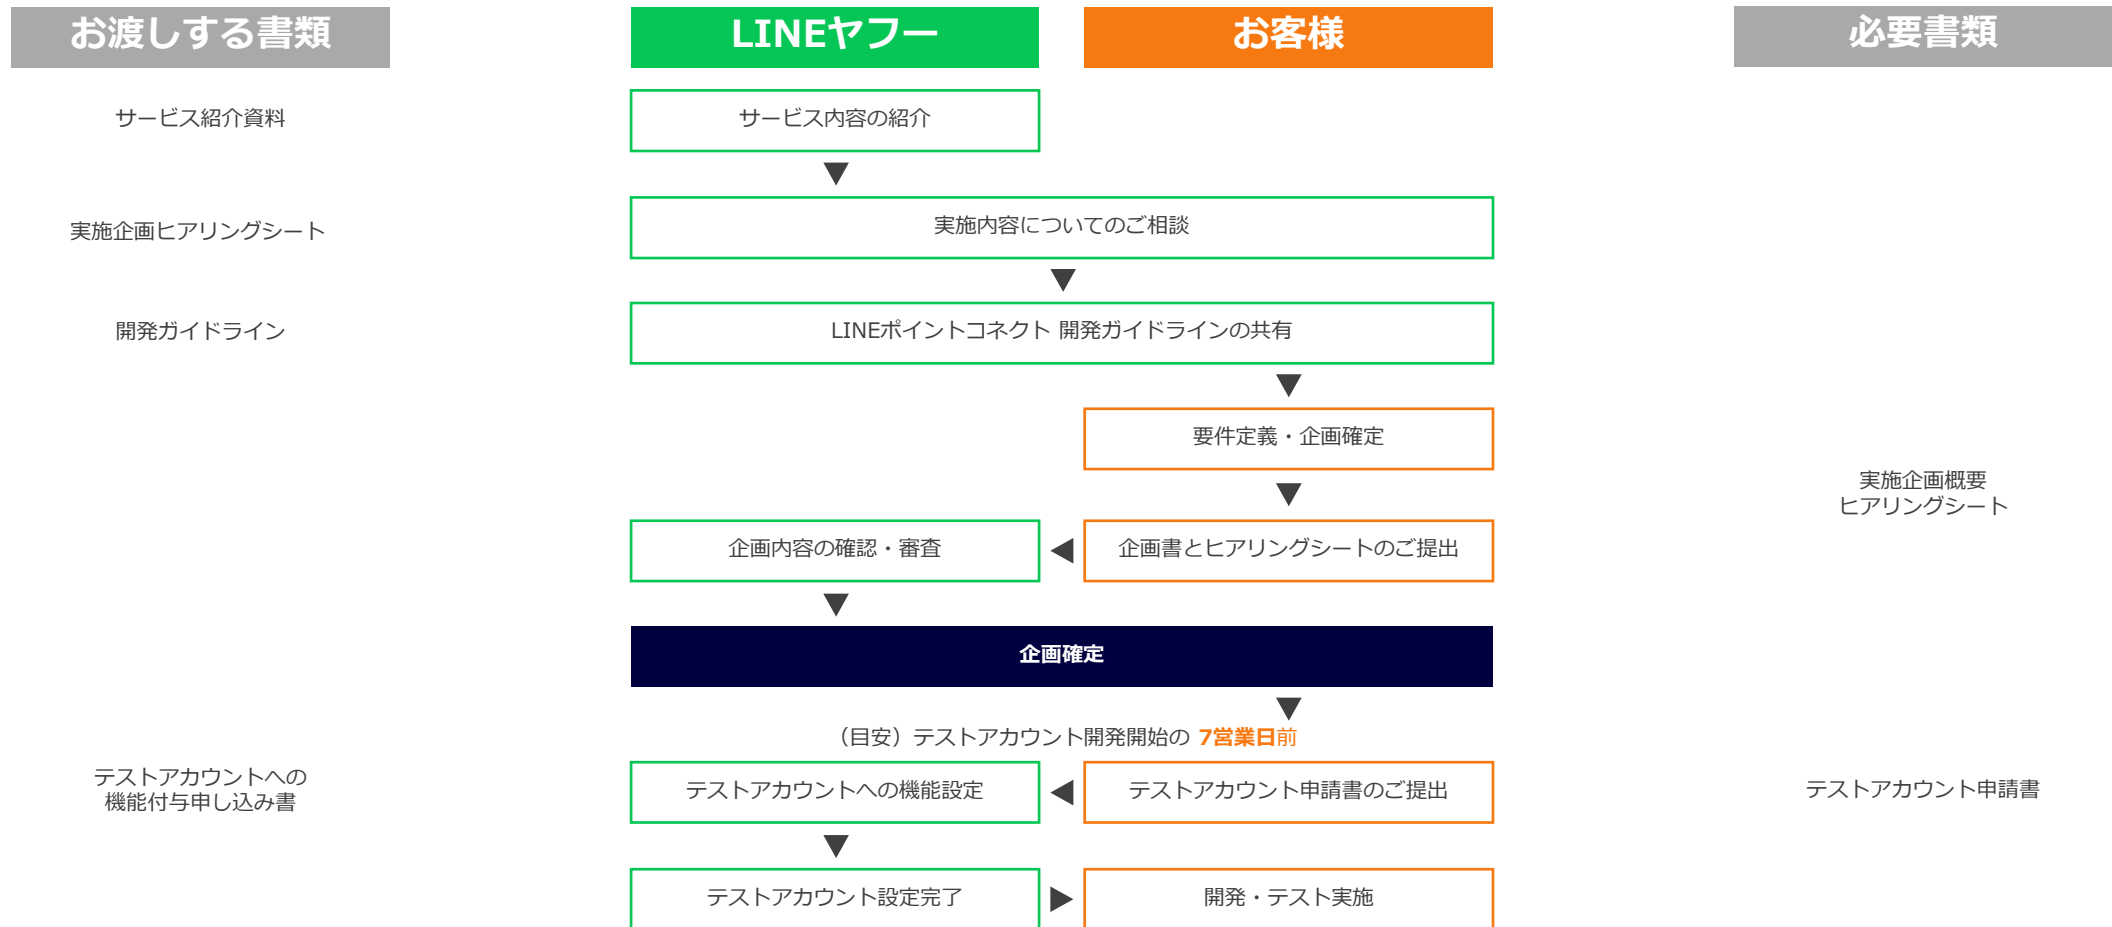 お渡しする書類
LINEヤフー
お客様
必要書類
サービス紹介資料
サービス内容の紹介
実施企画ヒアリングシート
実施内容についてのご相談
開発ガイドライン
LINEポイントコネクト 開発ガイドラインの共有
要件定義・企画確定
実施企画概要
ヒアリングシート
企画内容の確認・審査
企画書とヒアリングシートのご提出
企画確定
（目安）テストアカウント開発開始の 7営業日前
テストアカウントへの
機能付与申し込み書
テストアカウントへの機能設定
テストアカウント申請書のご提出
テストアカウント申請書
テストアカウント設定完了
開発・テスト実施